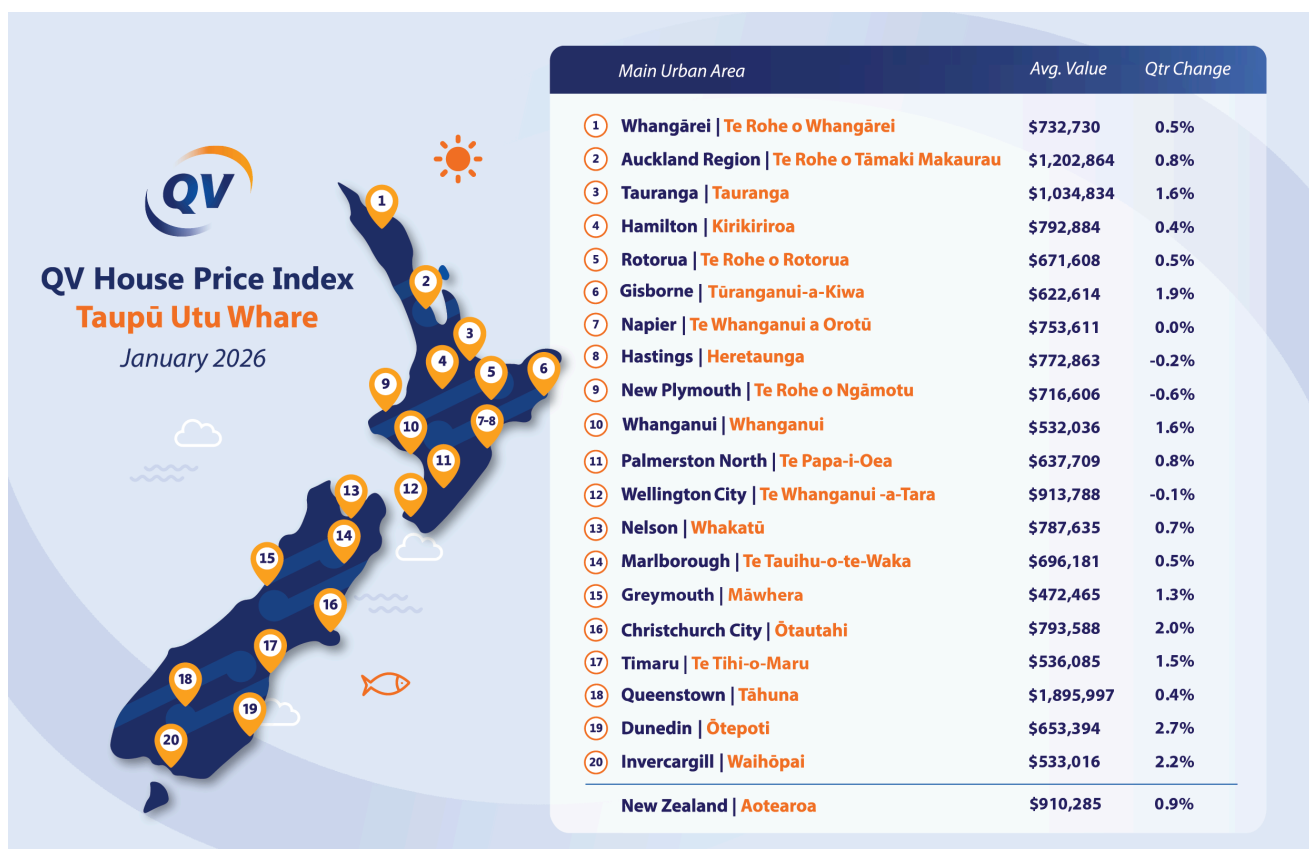 QV
QV House Price Index
Taupū Utu Whare
January 2026
1
2
3
4
5
6
7-8
9
10
11
12
13
14
15
16
17
18
19
20
Main Urban Area Avg. Value Qtr Change
1 Whangārei | Te Rohe o Whangārei $732,730 0.5%
2 Auckland Region | Te Rohe o Tāmaki Makaurau $1,202,864 0.8%
3 Tauranga | Tauranga $1,034,834 1.6%
4 Hamilton | Kirikiriroa $792,884 0.4%
5 Rotorua | Te Rohe o Rotorua $671,608 0.5%
6 Gisborne | Tūranganui-a-Kiwa $622,614 1.9%
7 Napier | Te Whanganui a Orotū $753,611 0.0%
8 Hastings | Heretaunga $772,863 -0.2%
9 New Plymouth | Te Rohe o Ngāmotu $716,606 -0.6%
10 Whanganui | Whanganui $532,036 1.6%
11 Palmerston North | Te Papa-i-Oea $637,709 0.8%
12 Wellington City | Te Whanganui -a-Tara $913,788 -0.1%
13 Nelson | Whakatū $787,635 0.7%
14 Marlborough | Te Tauihu-o-te-Waka $696,181 0.5%
15 Greymouth | Māwhera $472,465 1.3%
16 Christchurch City | Ōtautahi $793,588 2.0%
17 Timaru | Te Tihi-o-Maru $536,085 1.5%
18 Queenstown | Tāhuna $1,895,997 0.4%
19 Dunedin | Ōtepoti $653,394 2.7%
20 Invercargill | Waihōpai $533,016 2.2%
New Zealand | Aotearoa $910,285 0.9%